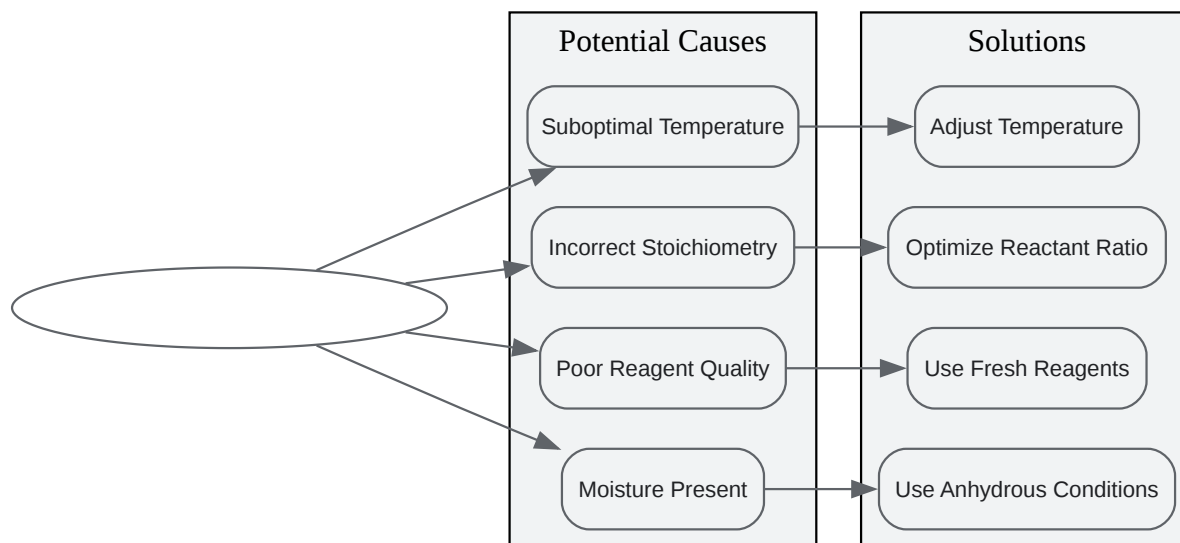 Potential Causes
Solutions
Suboptimal Temperature
Adjust Temperature
Incorrect Stoichiometry
Optimize Reactant Ratio
Poor Reagent Quality
Use Fresh Reagents
Moisture Present
Use Anhydrous Conditions